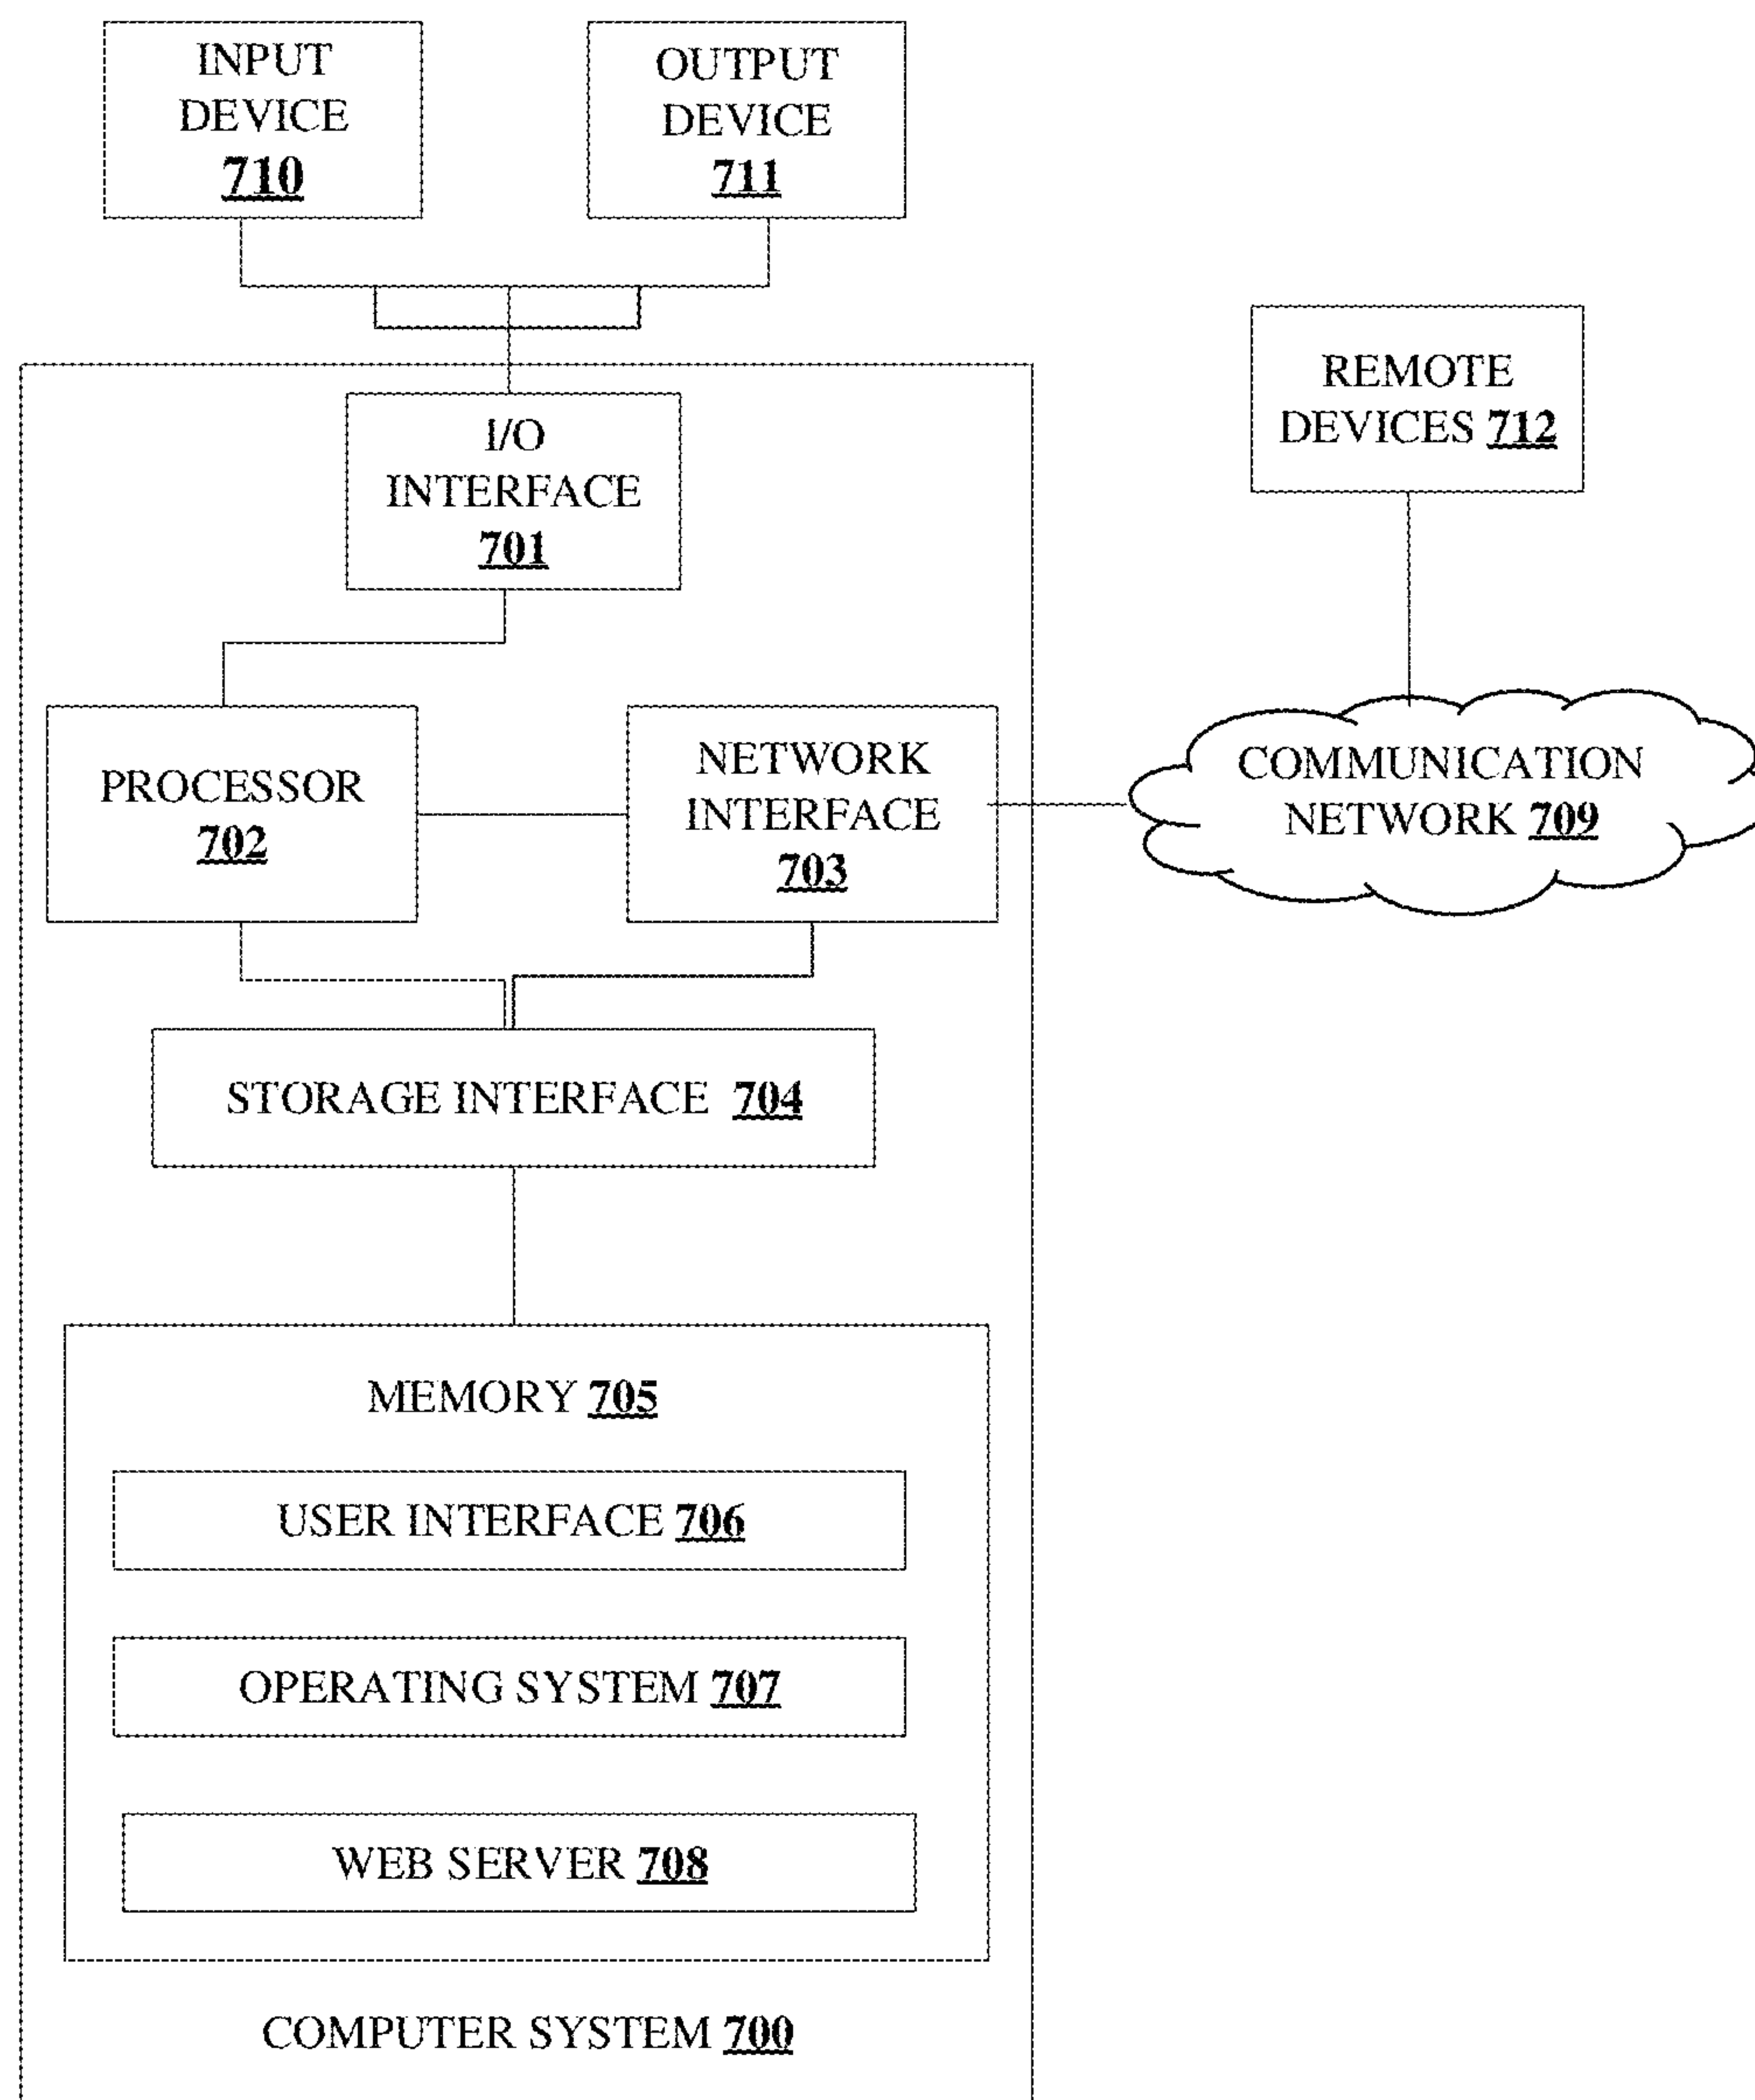 INPUT
DEVICE
710
OUTPUT
DEVICE
711
I/O
INTERFACE
701
REMOTE
DEVICES 712
PROCESSOR
702
NETWORK
INTERFACE
703
COMMUNICATION
NETWORK 709
STORAGE INTERFACE 704
MEMORY 705
USER INTERFACE 706
OPERATING SYSTEM 707
WEB SERVER 708
COMPUTER SYSTEM 700